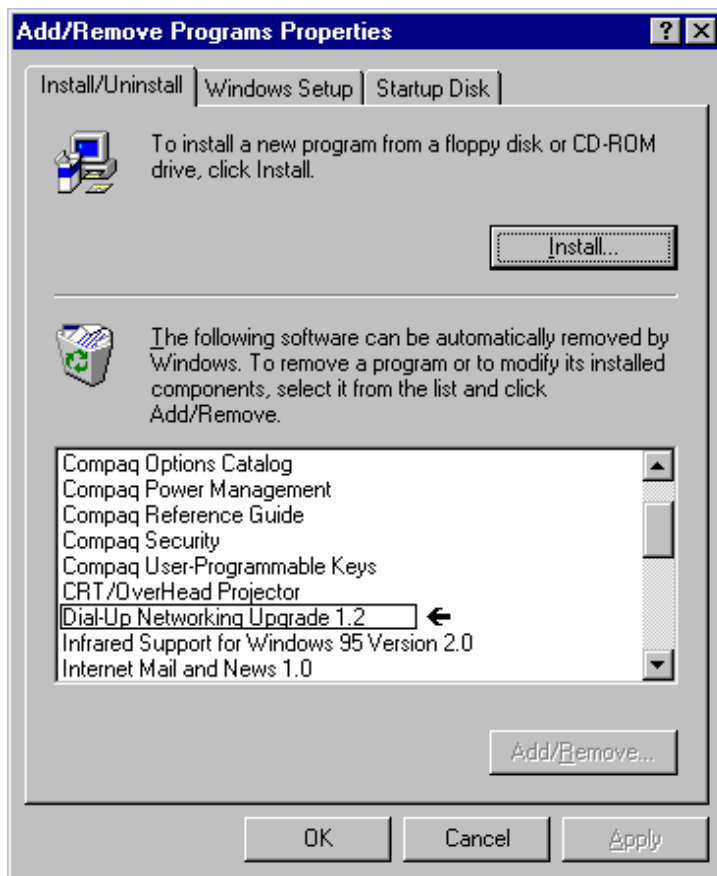 Add/Remove Programs Properties
Install/Uninstall
Windows Setup
Startup Disk
To install a new program from a floppy disk or CD-ROM
drive, click Install.
Install...
The following software can be automatically removed by
Windows. To remove a program or to modify its installed
components, select it from the list and click
Add/Remove.
Compaq Options Catalog
Compaq Power Management
Compaq Reference Guide
Compaq Security
Compaq User-Programmable Keys
CRT/OverHead Projector
Dial-Up Networking Upgrade 1.2
Infrared Support for Windows 95 Version 2.0
Internet Mail and News 1.0
Add/Remove...
OK
Cancel
Apply